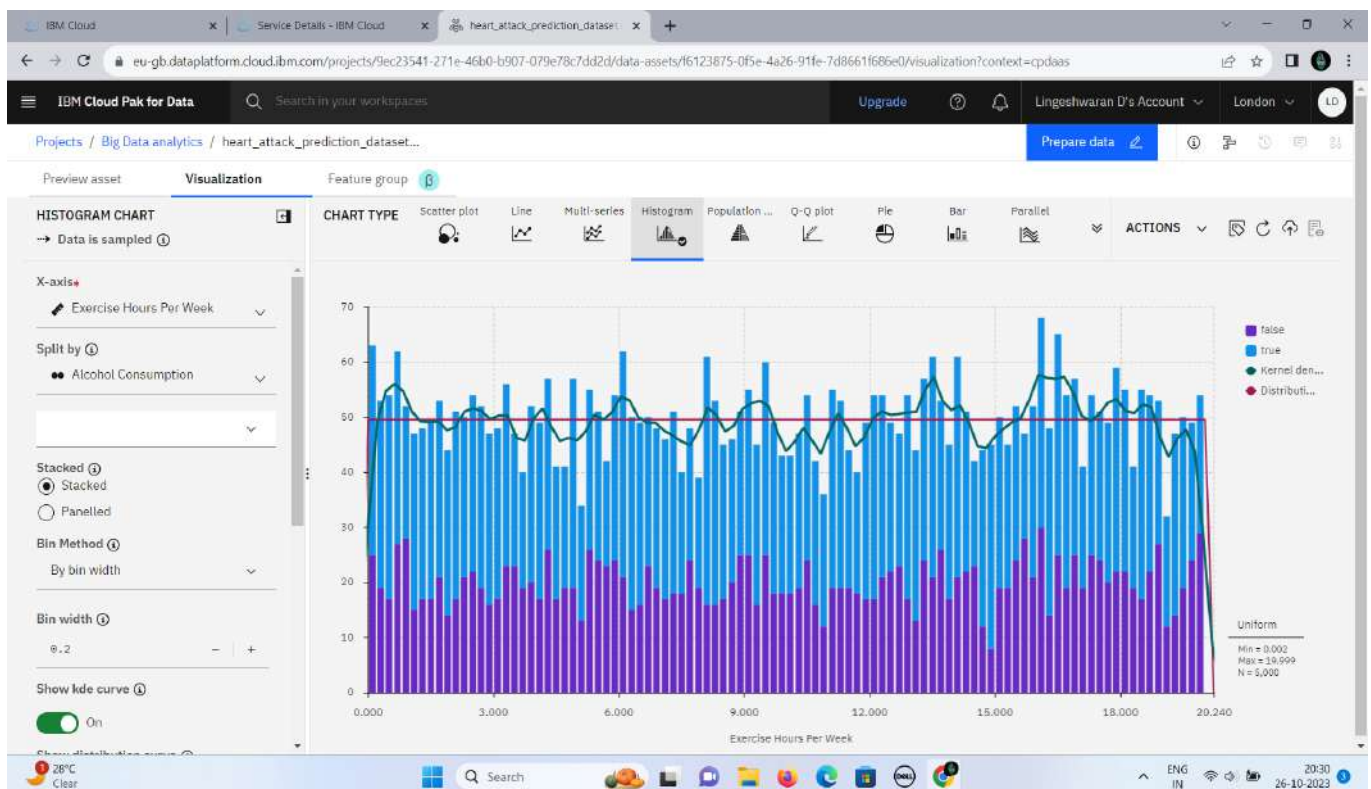 IBM Cloud
Service Details - IBM Cloud
heart_attack_prediction_dataset
eu-gb.dataplatform.cloud.ibm.com/projects/9ec23541-271e-46b0-b907-079e78c7dd2d/data-assets/f6123875-0f5e-4a26-91fe-7d8661f686e0/visualization?context=cpdaas
IBM Cloud Pak for Data
Search in your workspaces
Upgrade
Lingeshwaran D's Account
London
LD
Projects / Big Data analytics / heart_attack_prediction_dataset...
Prepare data
Preview asset
Visualization
Feature group
β
HISTOGRAM CHART
Data is sampled
CHART TYPE
Scatter plot
Line
Multi-series
Histogram
Population ...
Q-Q plot
Pie
Bar
Parallel
ACTIONS
X-axis*
Exercise Hours Per Week
Split by
Alcohol Consumption
Stacked
Stacked
Panelled
Bin Method
By bin width
Bin width
0.2
- +
Show kde curve
On
Show distribution curve
70
60
50
40
30
20
10
0
0.000
3.000
6.000
9.000
12.000
15.000
18.000
20.240
Exercise Hours Per Week
false
true
Kernel den...
Distributi...
Uniform
Min = 0.002
Max = 19.999
N = 5,000
1
28°C
Clear
Search
DELL
ENG
IN
20:30
26-10-2023
3